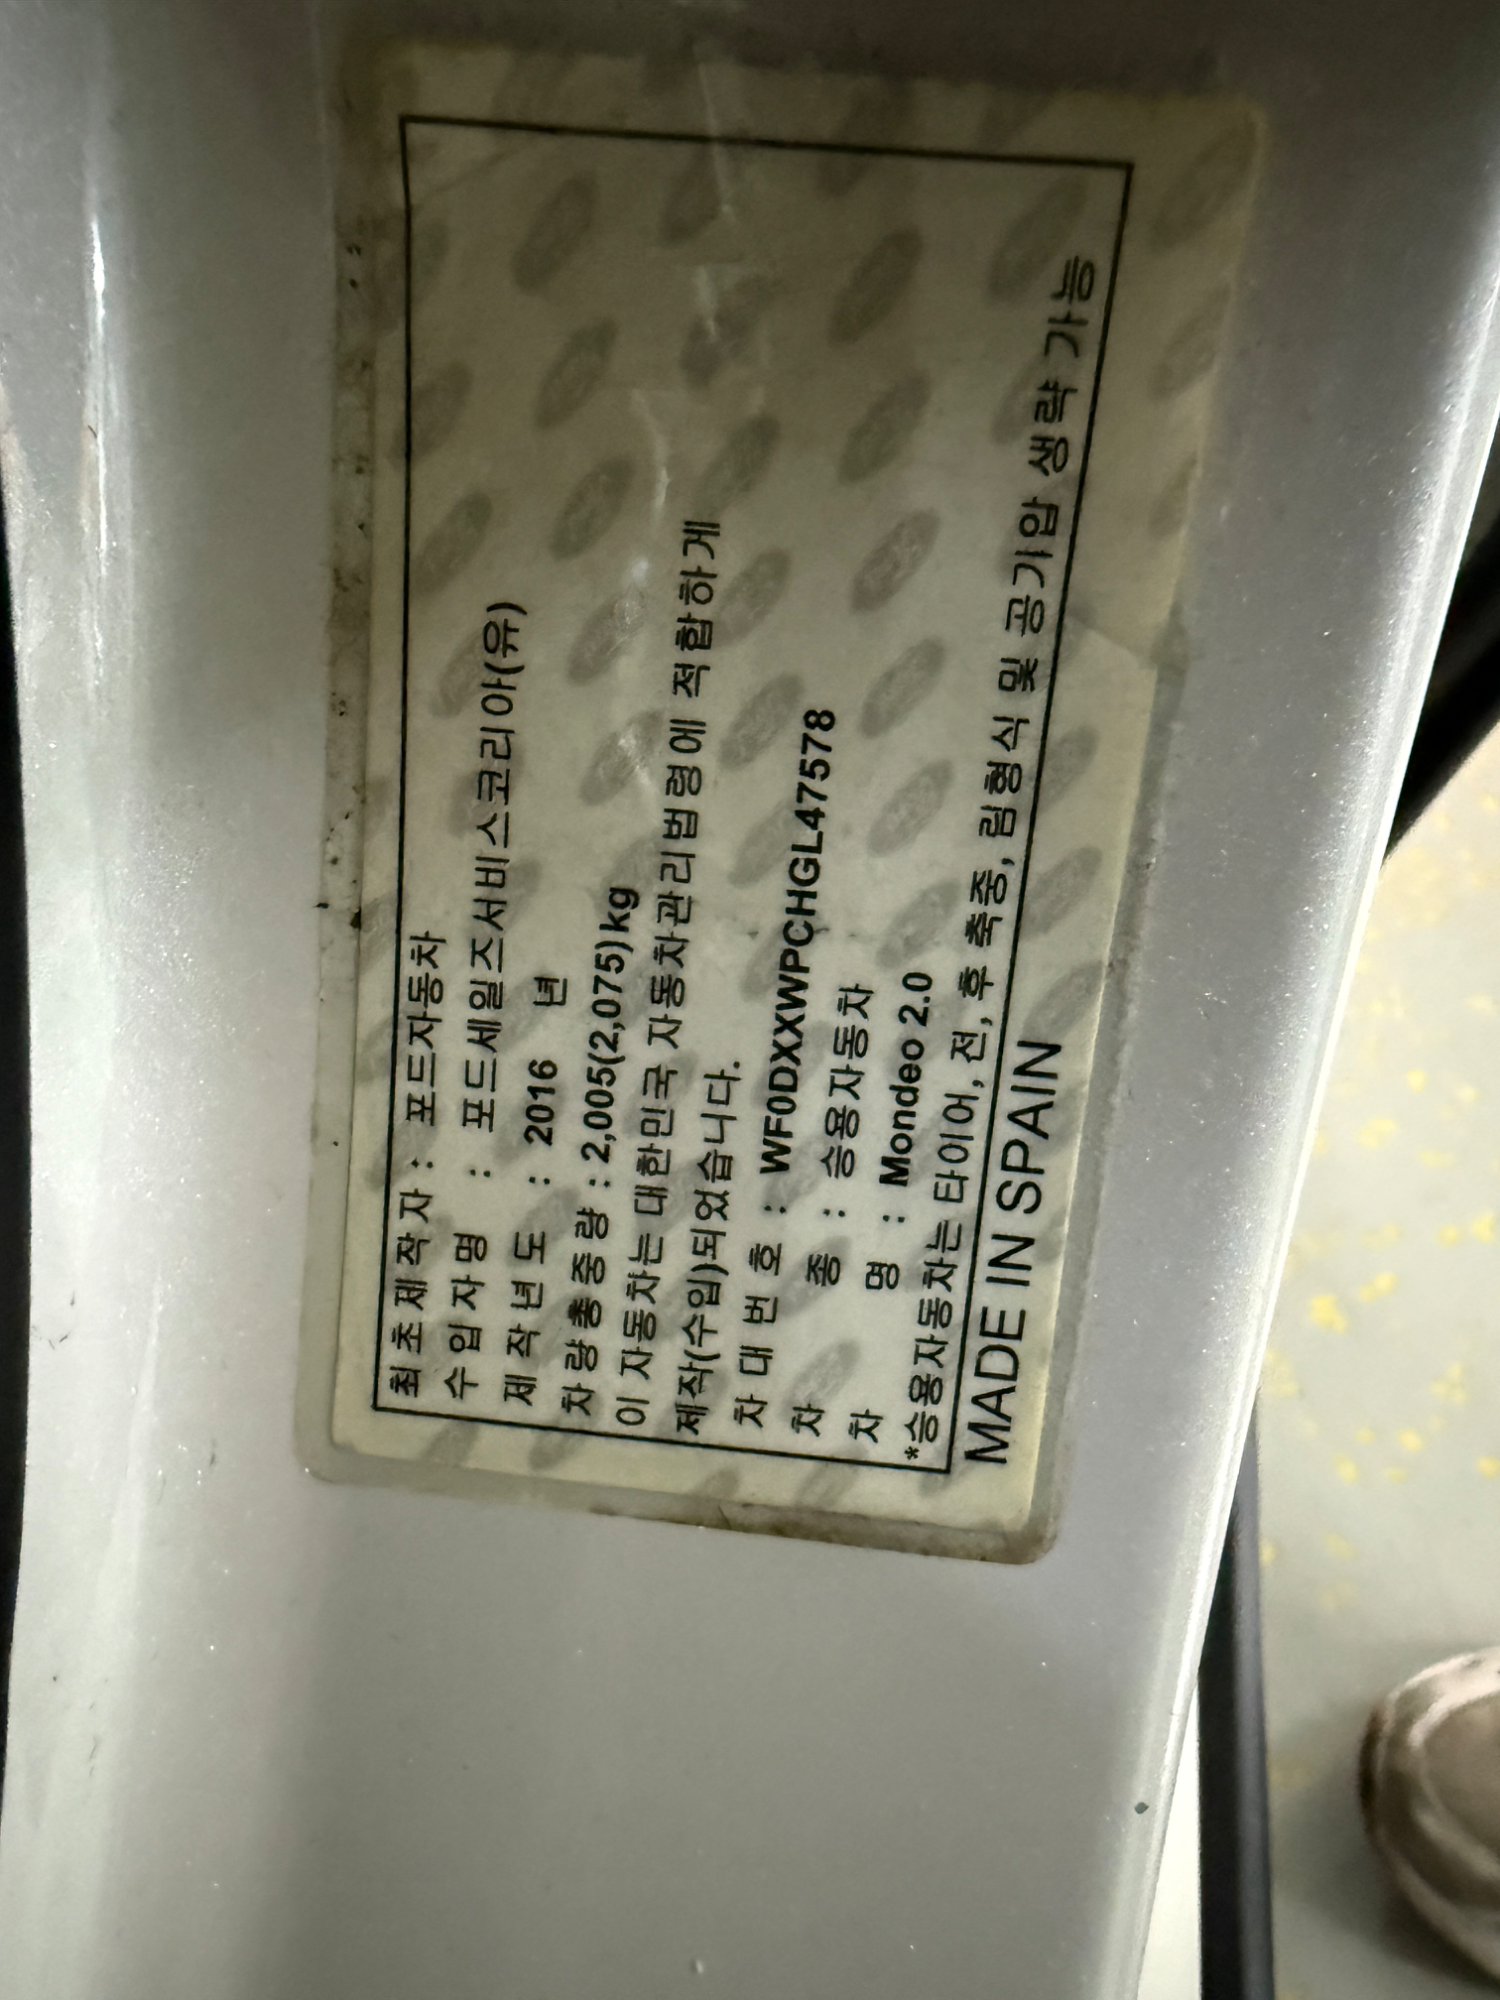 최초제작자 : 포드자동차
수입자명 : 포드세일즈서비스코리아(유)
제작년도 : 2016 년
차량총중량 : 2,005(2,075)kg
이 자동차는 대한민국 자동차관리법령에 적합하게
제작(수입)되었습니다.
차대번호 : WF0DXXWPCHGL47578
차 종 : 승용자동차
차 명 : Mondeo 2.0
*승용자동차는 타이어, 전, 후 축중, 림형식 및 공기압 생략 가능
MADE IN SPAIN